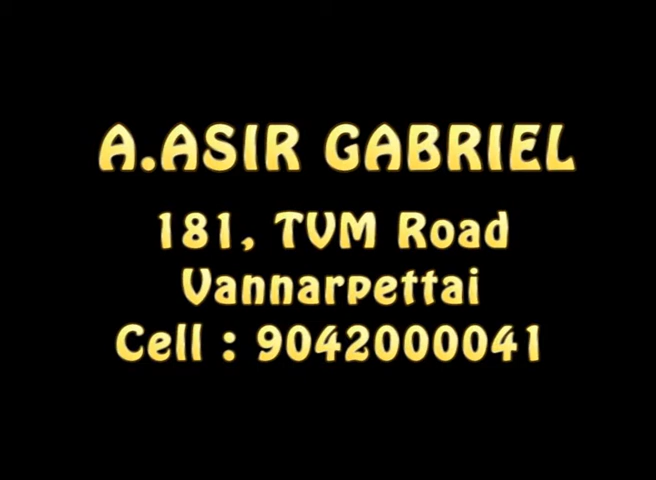 A.ASIR GABRIEL
181, TVM Road
Vannarpettai
Cell : 9042000041